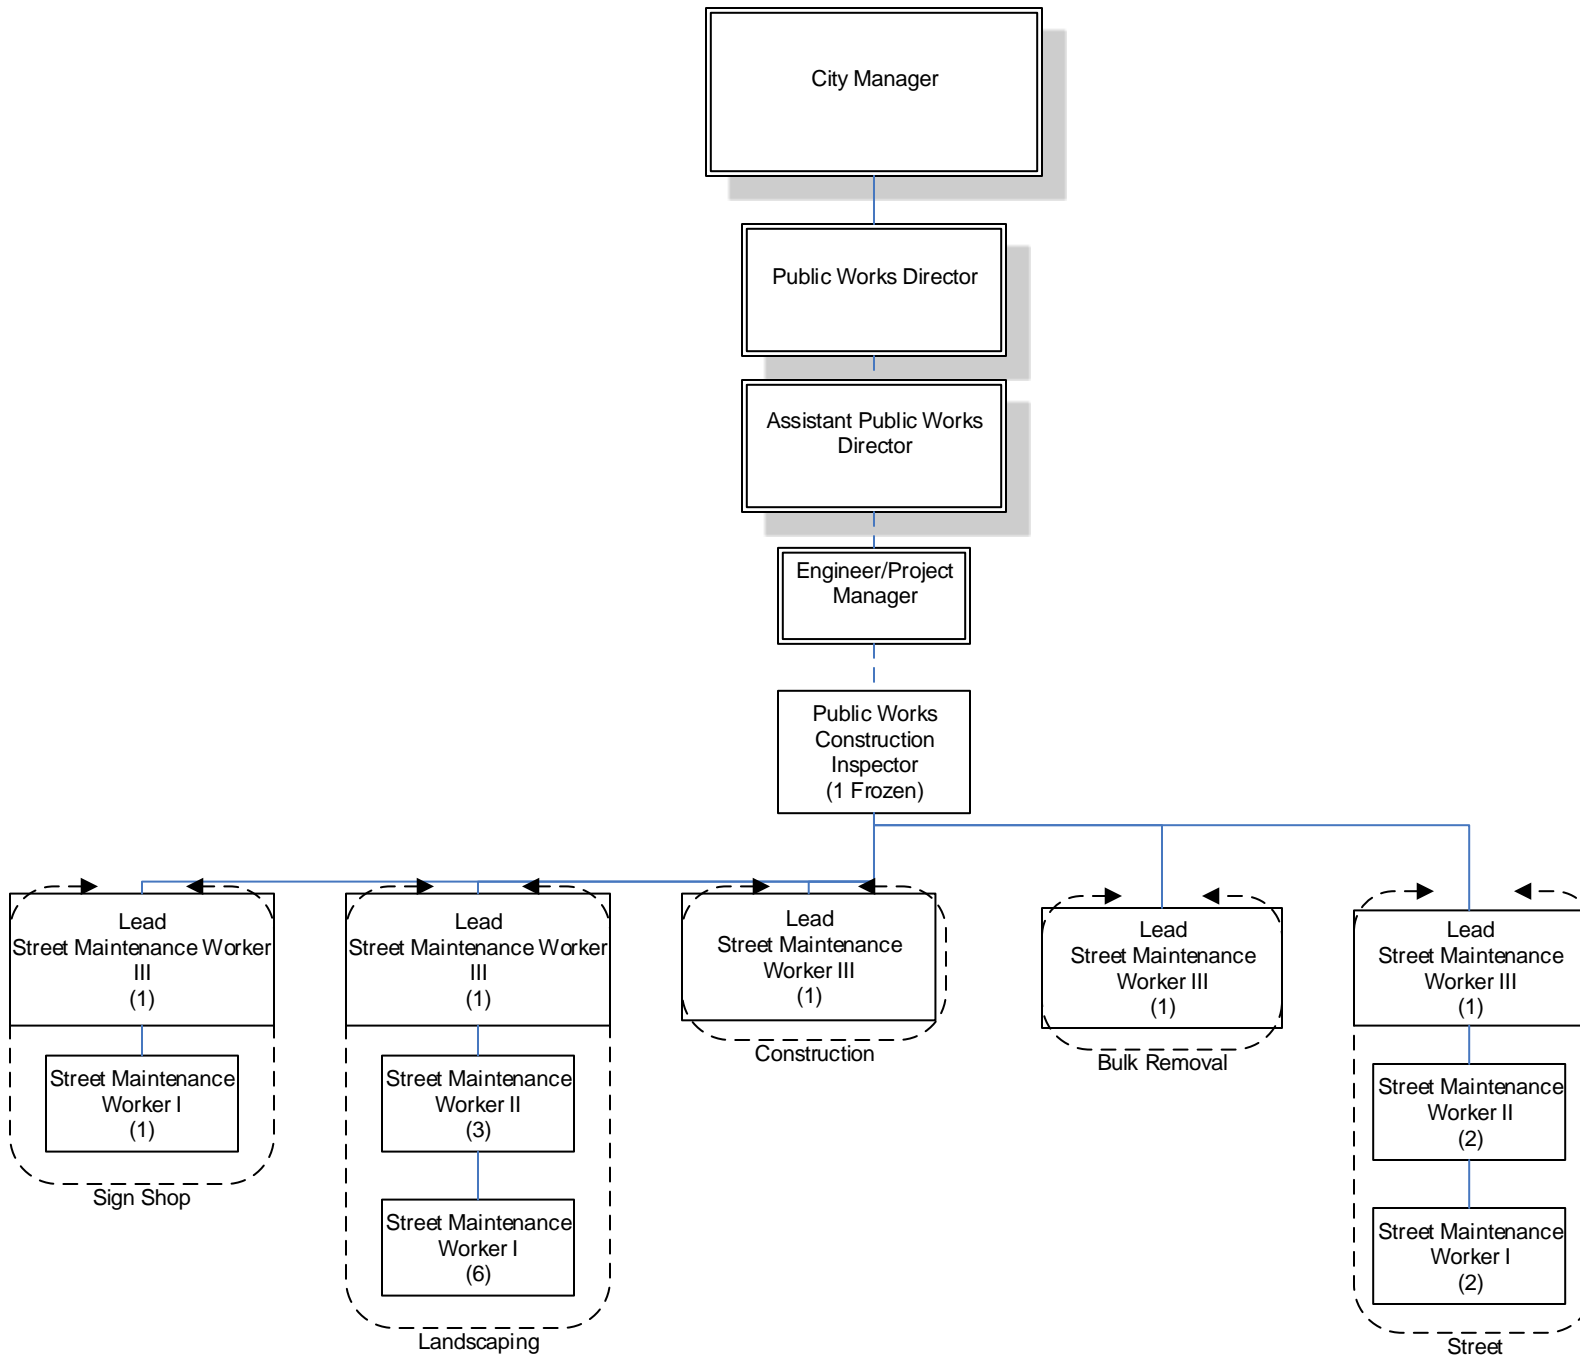 City Manager
Public Works Director
Assistant Public Works
Director
Engineer/Project
Manager
Public Works
Construction
Inspector
(1 Frozen)
Lead
Street Maintenance Worker
III
(1)
Street Maintenance
Worker I
(1)
Sign Shop
Lead
Street Maintenance Worker
III
(1)
Street Maintenance
Worker II
(3)
Street Maintenance
Worker I
(6)
Landscaping
Lead
Street Maintenance
Worker III
(1)
Construction
Lead
Street Maintenance
Worker III
(1)
Bulk Removal
Lead
Street Maintenance
Worker III
(1)
Street Maintenance
Worker II
(2)
Street Maintenance
Worker I
(2)
Street